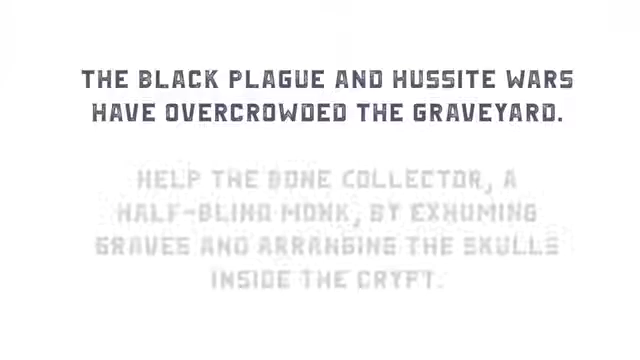 THE BLACK PLAGUE AND HUSSITE WARS
HAVE OVERCROWDED THE GRAVEYARD.
HELP THE BONE COLLECTOR, A
HALF-BLIND MONK, BY EXHUMING
GRAVES AND ARRANGING THE SKULLS
INSIDE THE CRYPT.